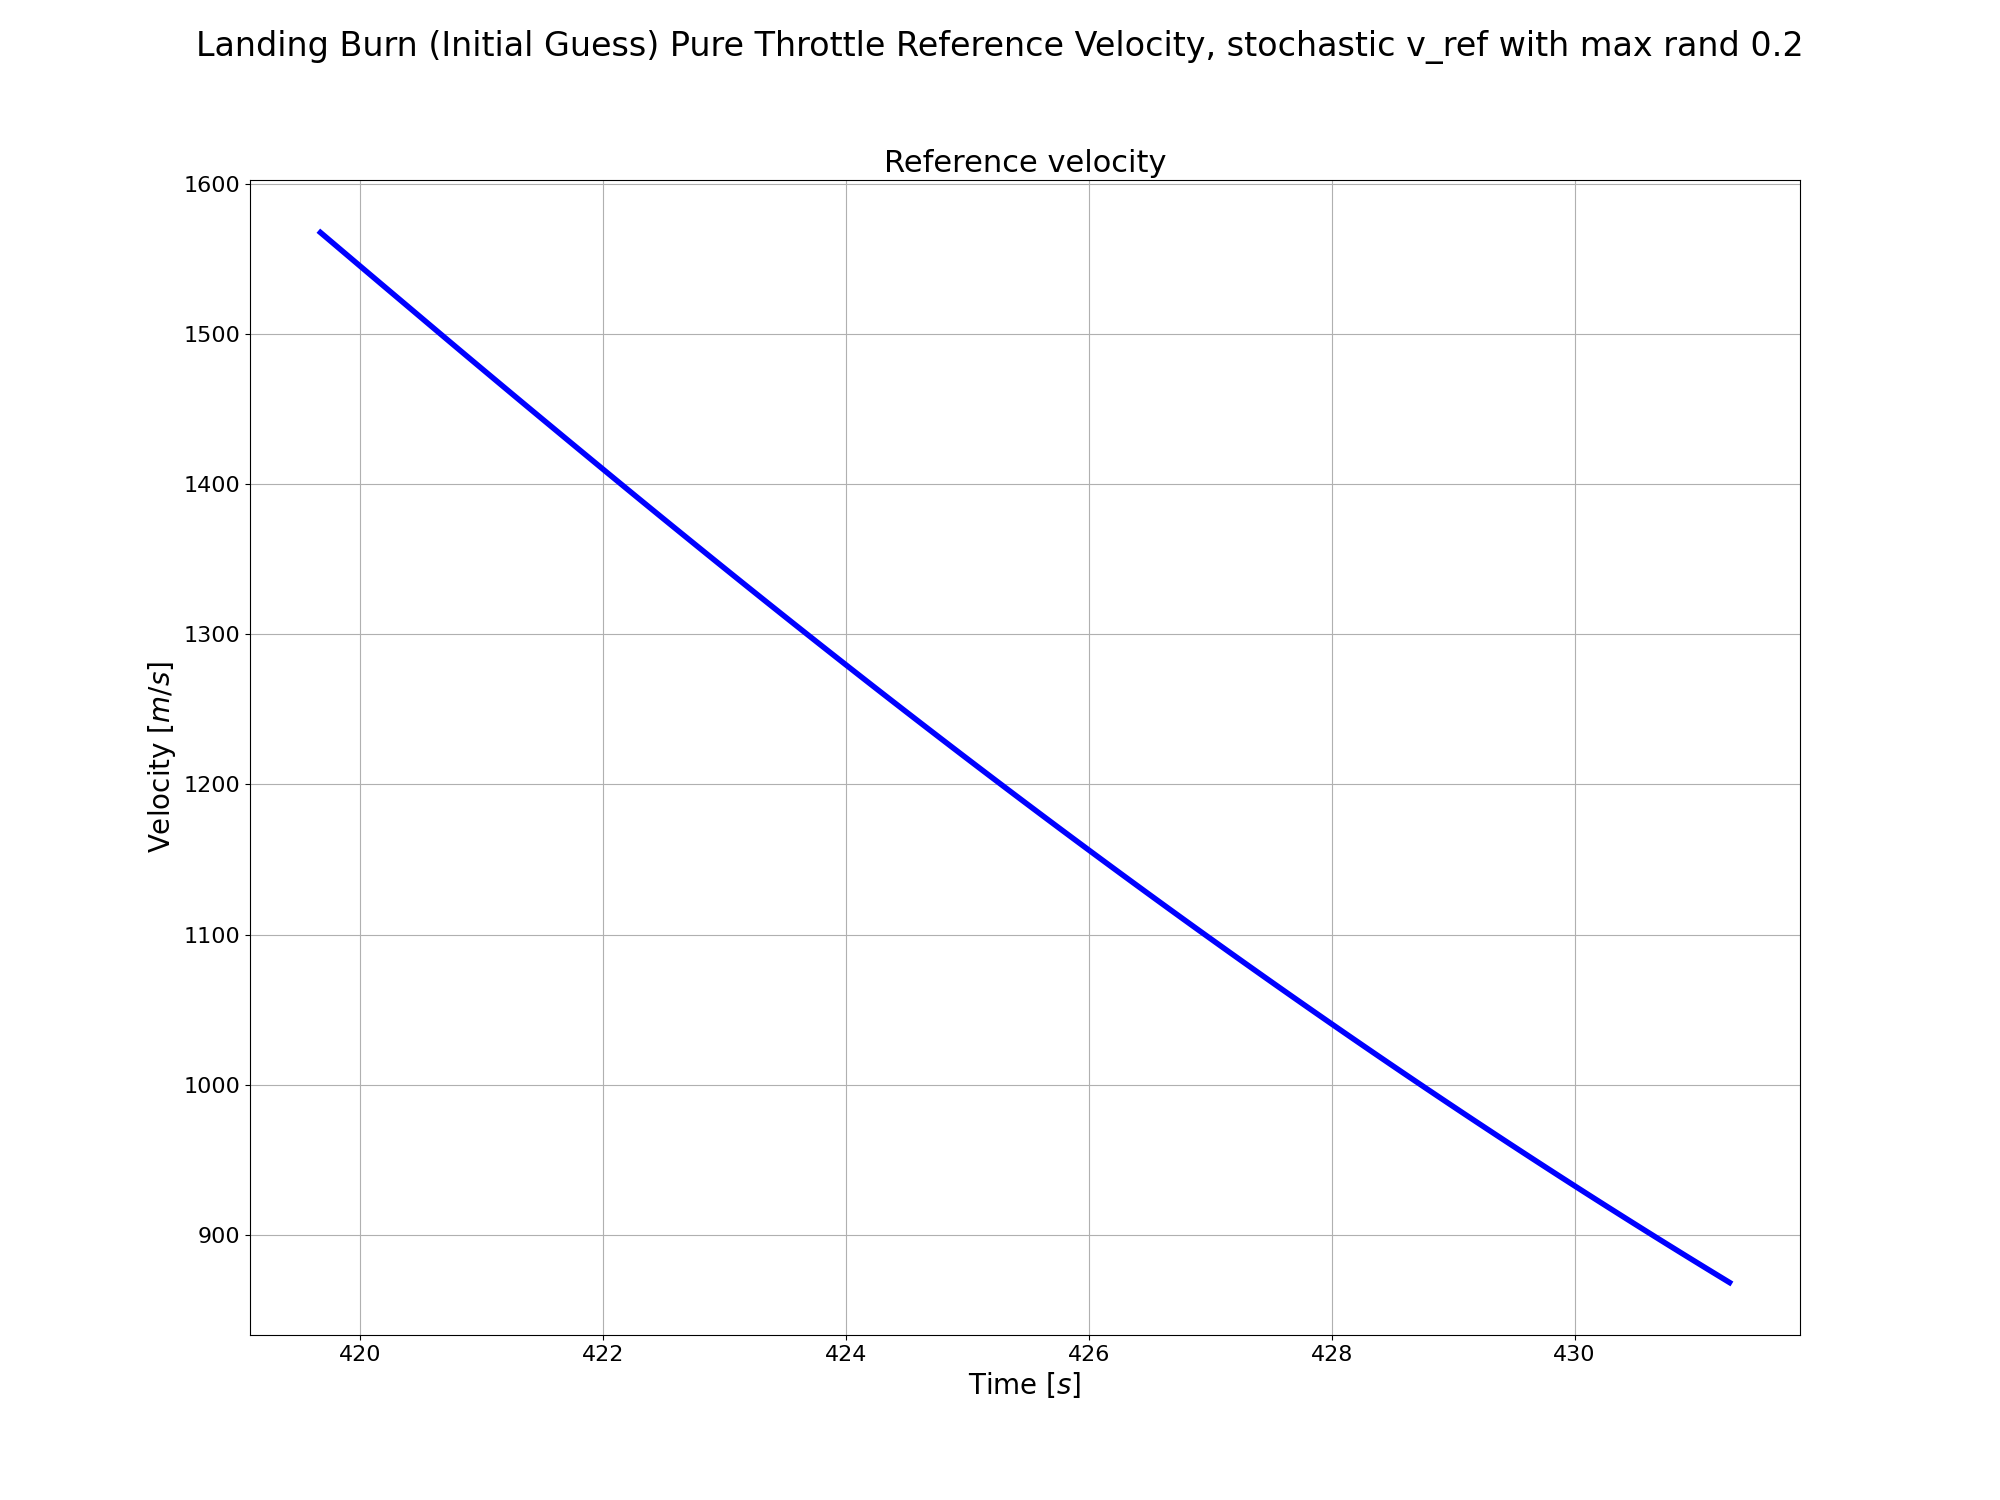 Landing Burn (Initial Guess) Pure Throttle Reference Velocity, stochastic v_ref with max rand 0.2
Reference velocity
1600
1500
1400
1300
1200
1100
1000
900
Velocity [m/s]
420 422 424 426 428 430
Time [s]